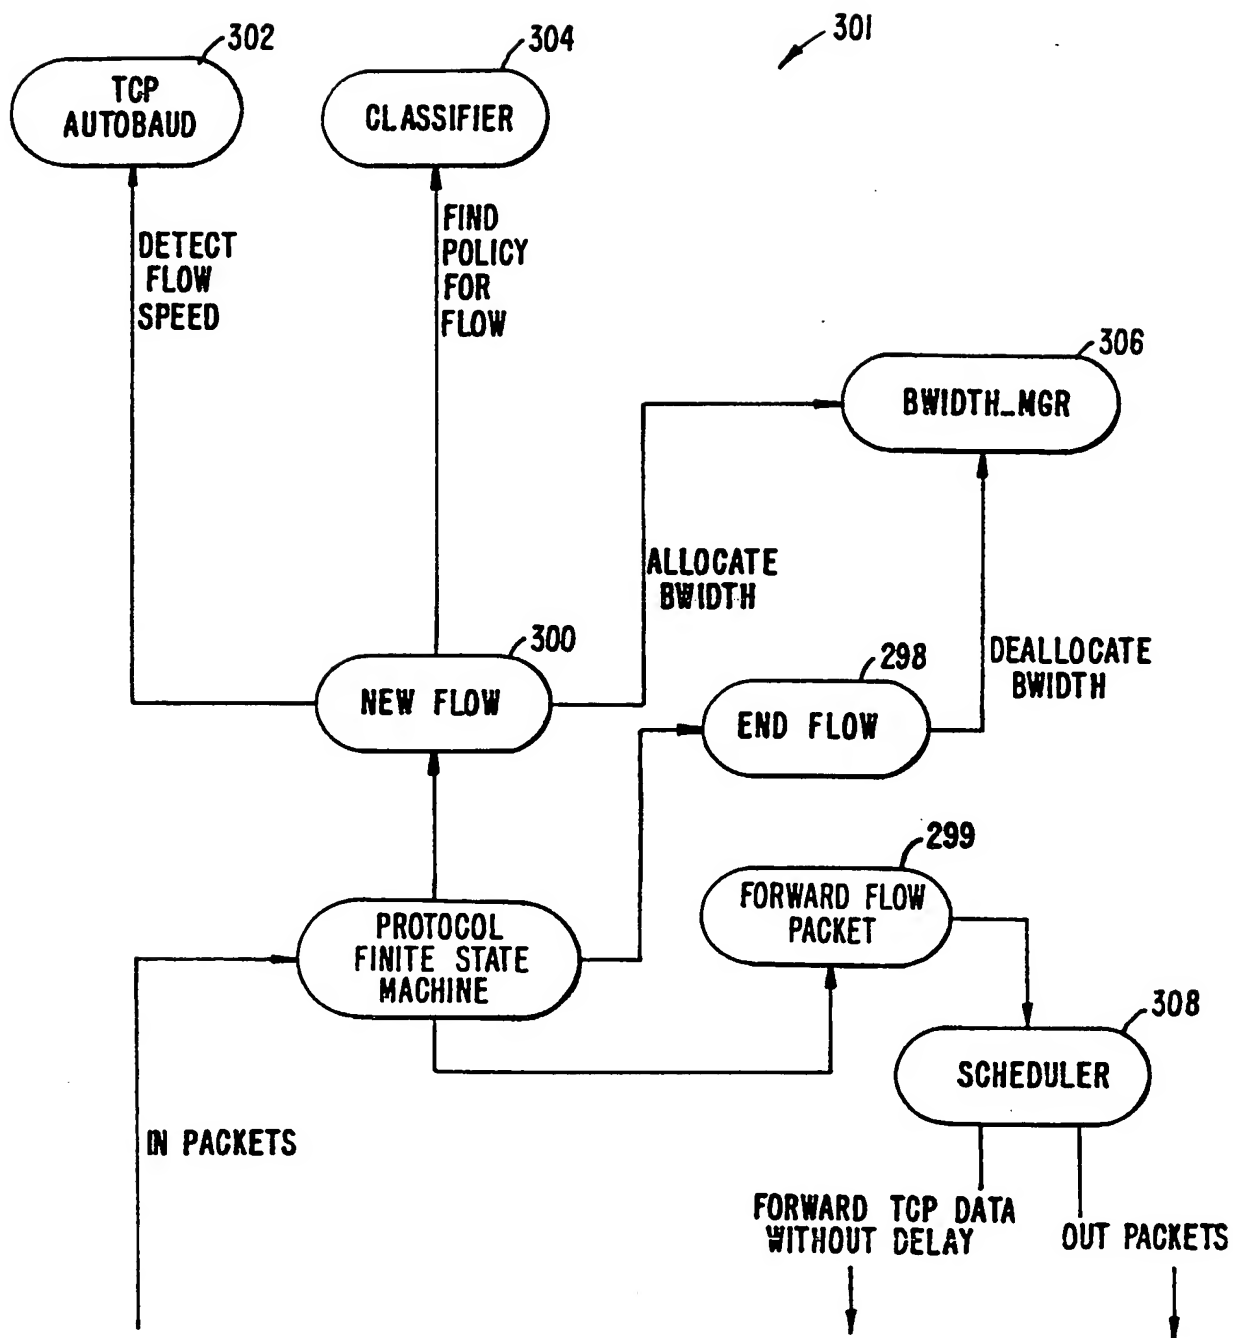 301
302
TCP
AUTOBAUD
304
CLASSIFIER
DETECT
FLOW
SPEED
FIND
POLICY
FOR
FLOW
306
BWIDTH_MGR
ALLOCATE
BWIDTH
300
NEW FLOW
298
END FLOW
DEALLOCATE
BWIDTH
299
FORWARD FLOW
PACKET
PROTOCOL
FINITE STATE
MACHINE
308
SCHEDULER
IN PACKETS
FORWARD TCP DATA
WITHOUT DELAY
OUT PACKETS